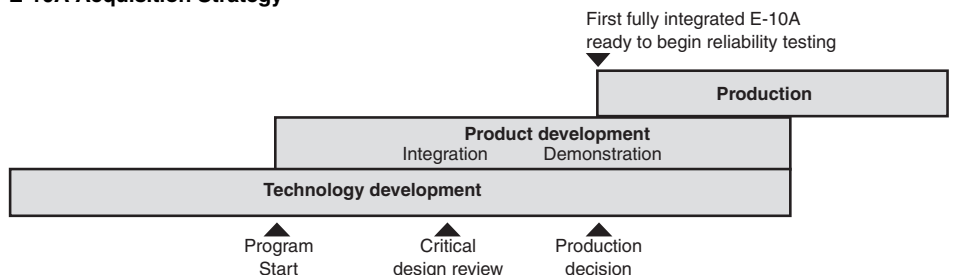 E-10A Acquisition Strategy
First fully integrated E-10A
ready to begin reliability testing
Production
Product development
Integration Demonstration
Technology development
Program
Start
Critical
design review
Production
decision